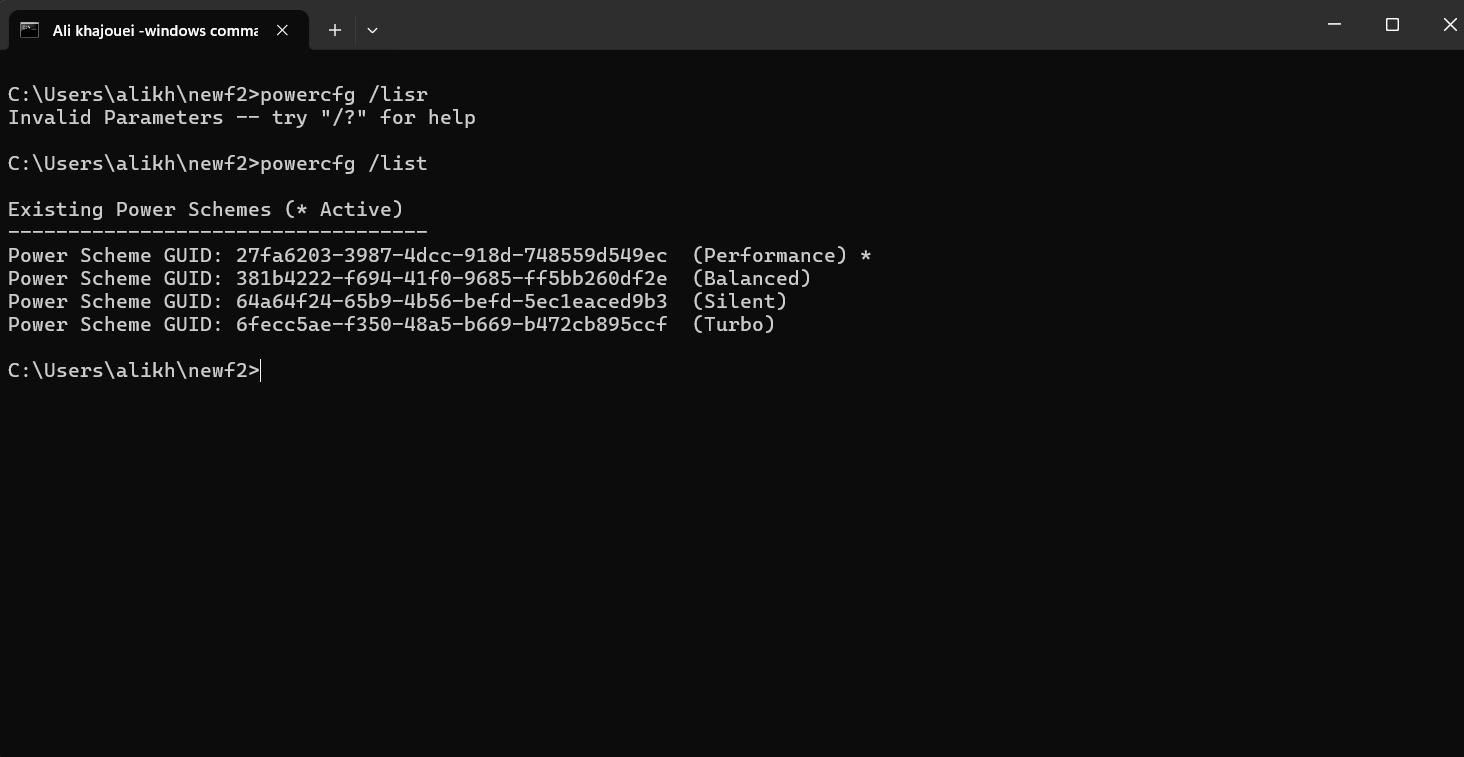 Ali khajouei -windows comma
C:\Users\alikh\newf2>powercfg /lisr
Invalid Parameters -- try "/?" for help
C:\Users\alikh\newf2>powercfg /list
Existing Power Schemes (* Active)
-----------------------------------
Power Scheme GUID: 27fa6203-3987-4dcc-918d-748559d549ec  (Performance) *
Power Scheme GUID: 381b4222-f694-41f0-9685-ff5bb260df2e  (Balanced)
Power Scheme GUID: 64a64f24-65b9-4b56-befd-5ec1eaced9b3  (Silent)
Power Scheme GUID: 6fecc5ae-f350-48a5-b669-b472cb895ccf  (Turbo)
C:\Users\alikh\newf2>